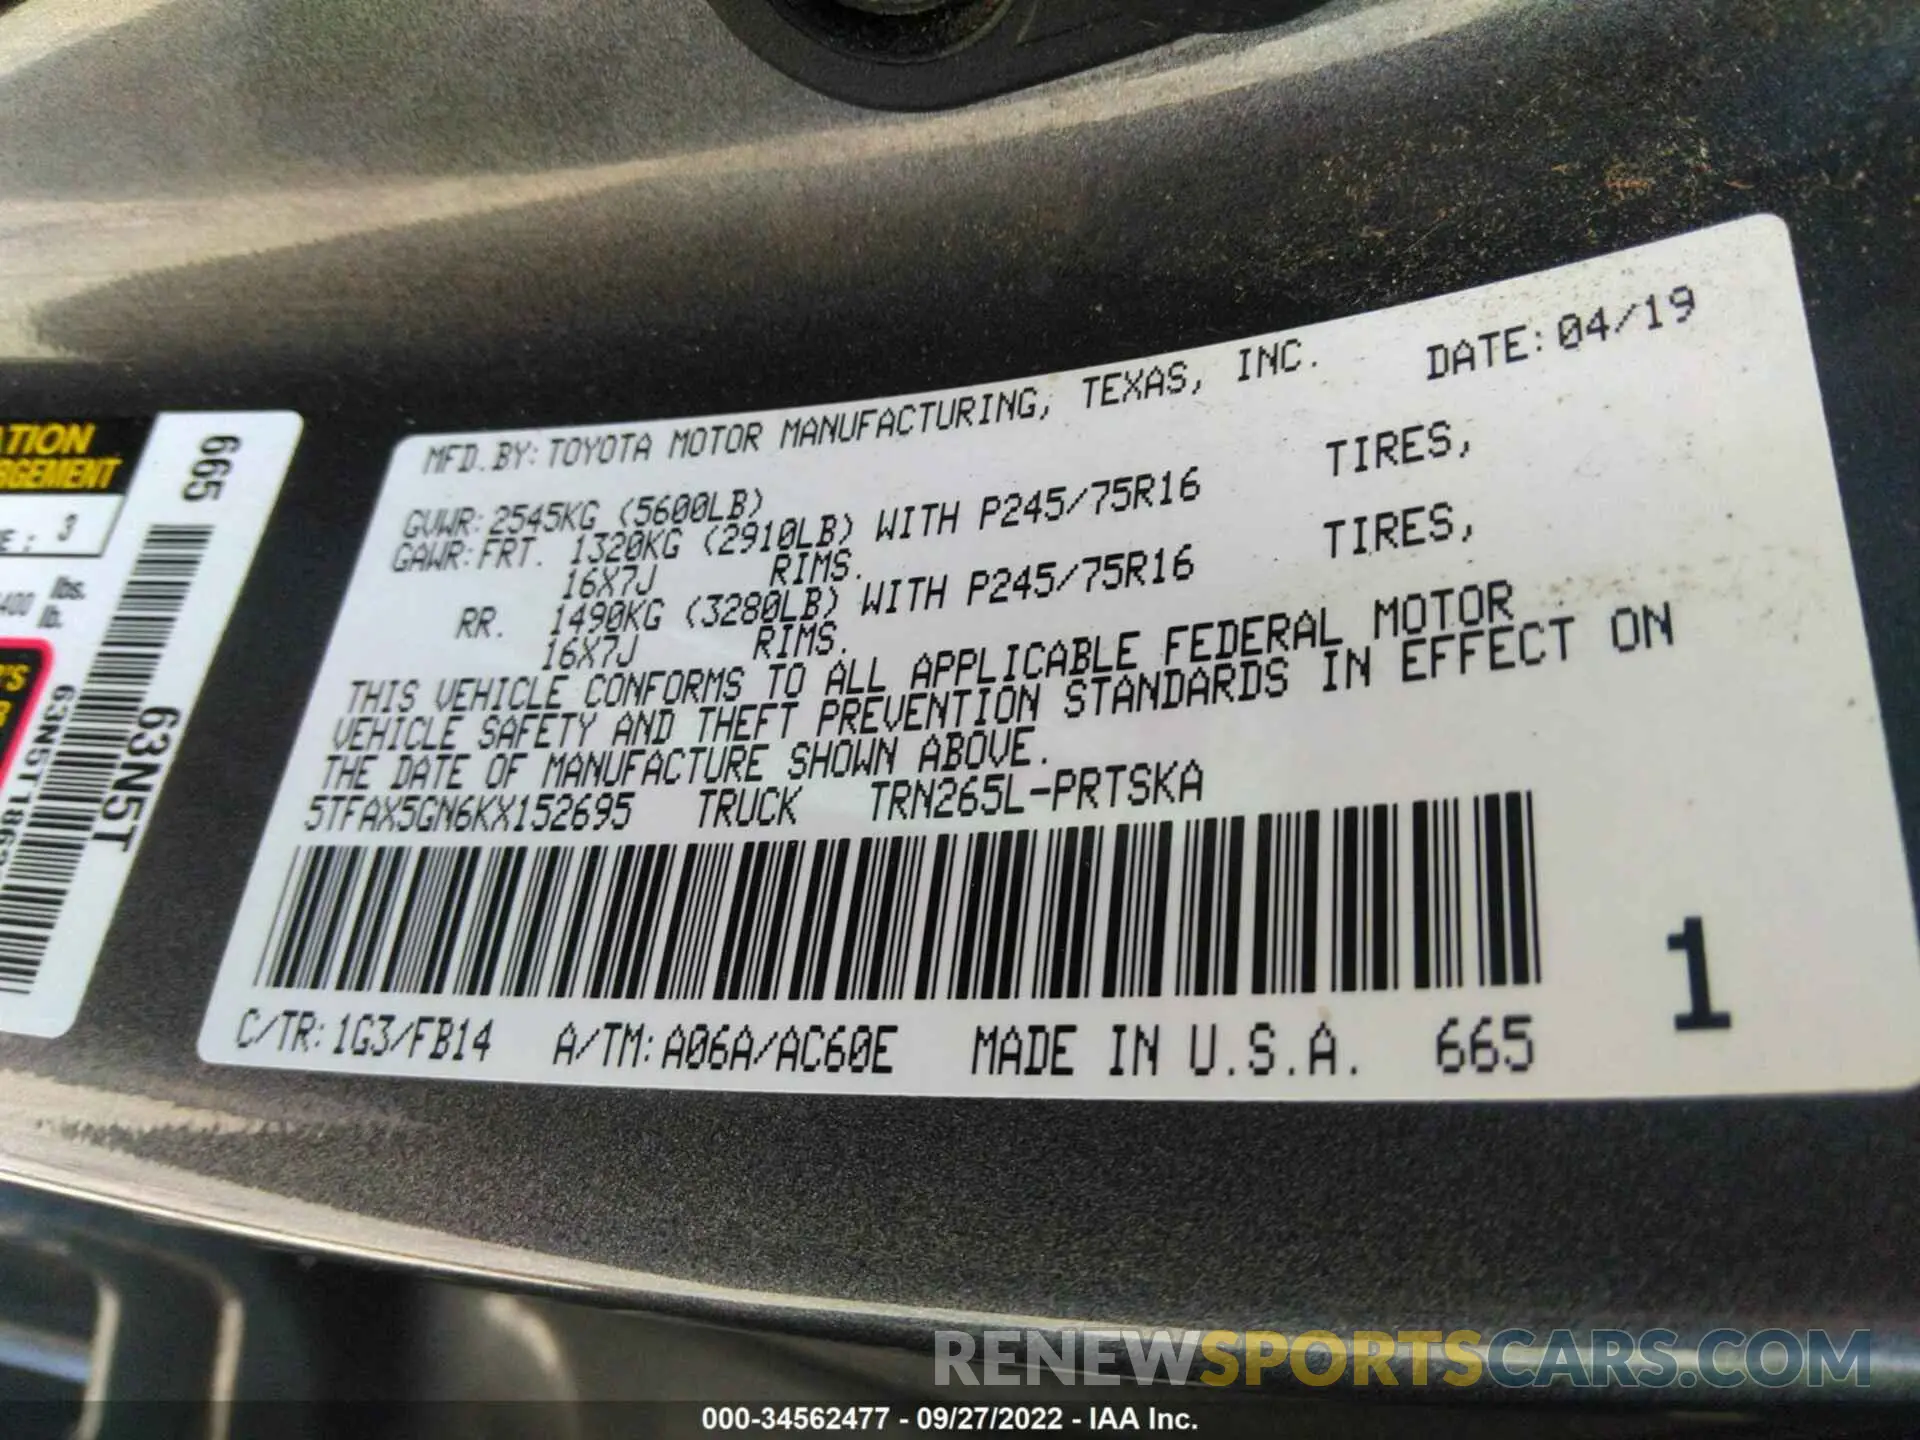 MFD.BY: TOYOTA MOTOR MANUFACTURING, TEXAS, INC. DATE: 04/19
GVWR: 2545KG (5600LB)
GAWR: FRT. 1320KG (2910LB) WITH P245/75R16 TIRES,
16X7J RIMS.
RR. 1490KG (3280LB) WITH P245/75R16 TIRES,
16X7J RIMS.
THIS VEHICLE CONFORMS TO ALL APPLICABLE FEDERAL MOTOR
VEHICLE SAFETY AND THEFT PREVENTION STANDARDS IN EFFECT ON
THE DATE OF MANUFACTURE SHOWN ABOVE.
5TFAX5GN6KX152695 TRUCK TRN265L-PRTSKA
C/TR: 1G3/FB14 A/TM: A06A/AC60E MADE IN U.S.A. 665
1
665
3
lbs.
lb.
63N5T
RENEWSPORTSCARS.COM
000-34562477 - 09/27/2022 - IAA Inc.